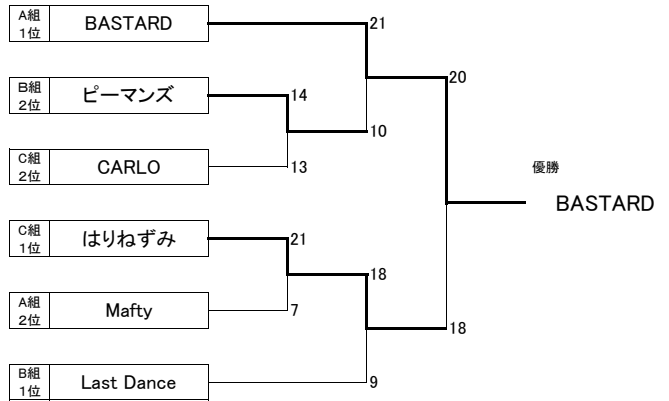 A組
1位
BASTARD
21
20
B組
2位
ピーマンズ
14
10
C組
2位
CARLO
13
優勝
BASTARD
C組
1位
はりねずみ
21
18
A組
2位
Mafty
7
18
B組
1位
Last Dance
9